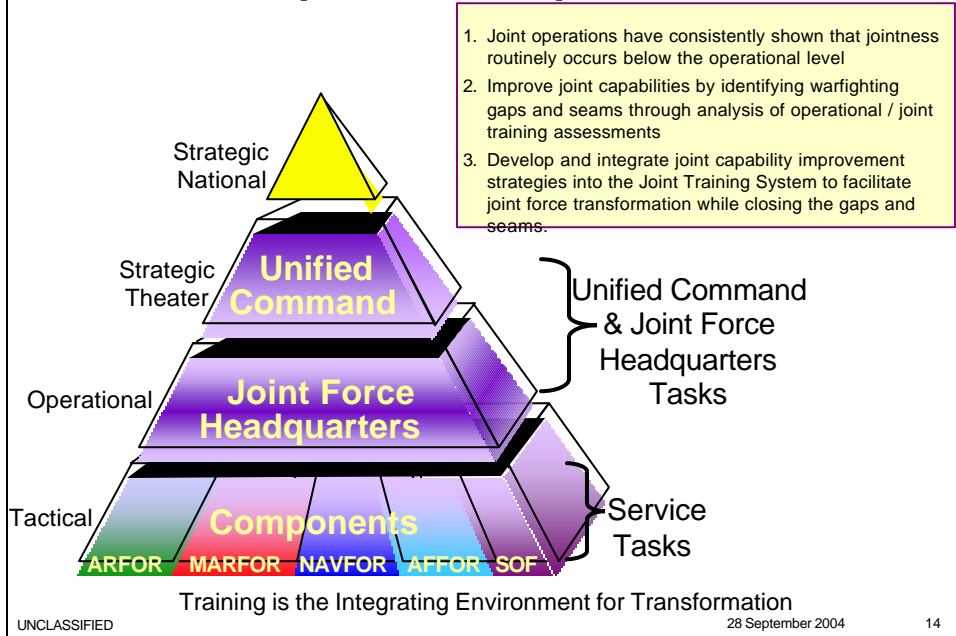 1. Joint operations have consistently shown that jointness
routinely occurs below the operational level
2. Improve joint capabilities by identifying warfighting
gaps and seams through analysis of operational / joint
training assessments
3. Develop and integrate joint capability improvement
strategies into the Joint Training System to facilitate
joint force transformation while closing the gaps and
seams.
Strategic
National
Strategic
Theater
Unified
Command
Unified Command
& Joint Force
Headquarters
Tasks
Operational
Joint Force
Headquarters
Tactical
Components
Service
Tasks
ARFOR MARFOR NAVFOR AFFOR SOF
Training is the Integrating Environment for Transformation
UNCLASSIFIED 28 September 2004 14